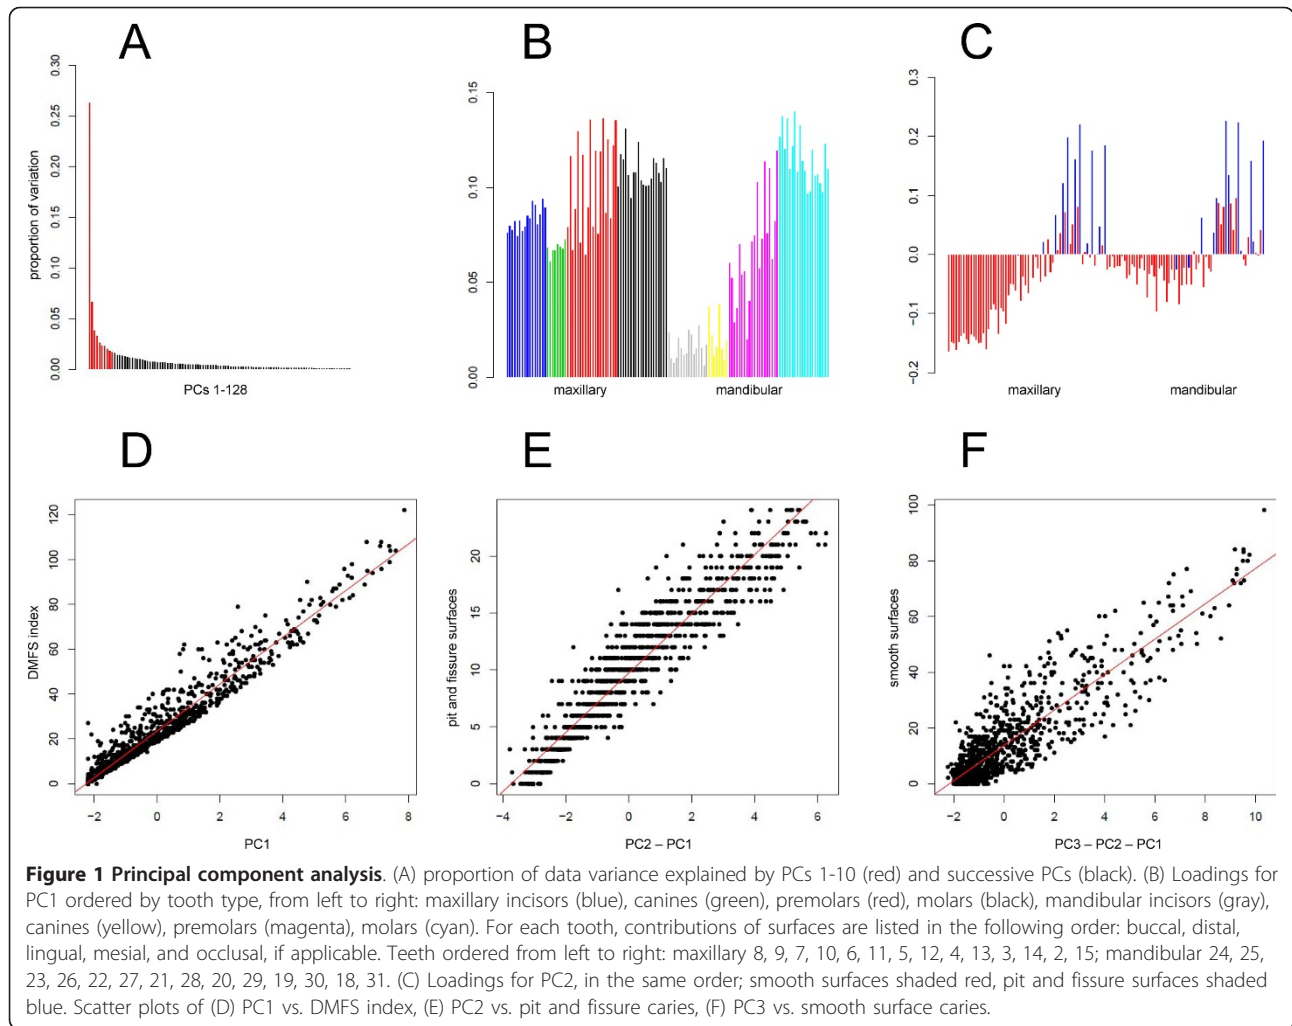 A
B
C
0.30
0.25
0.20
0.15
0.10
0.05
0.00
proportion of variation
PCs 1-128
0.15
0.10
0.05
0.00
maxillary
mandibular
0.3
0.2
0.1
0.0
−0.1
−0.2
maxillary
mandibular
D
E
F
120
100
80
60
40
20
0
DMFS index
−2 0 2 4 6 8
PC1
20
15
10
5
0
pit and fissure surfaces
−4 −2 0 2 4 6
PC2 – PC1
100
80
60
40
20
0
smooth surfaces
−2 0 2 4 6 8 10
PC3 – PC2 – PC1
Figure 1 Principal component analysis. (A) proportion of data variance explained by PCs 1-10 (red) and successive PCs (black). (B) Loadings for
PC1 ordered by tooth type, from left to right: maxillary incisors (blue), canines (green), premolars (red), molars (black), mandibular incisors (gray),
canines (yellow), premolars (magenta), molars (cyan). For each tooth, contributions of surfaces are listed in the following order: buccal, distal,
lingual, mesial, and occlusal, if applicable. Teeth ordered from left to right: maxillary 8, 9, 7, 10, 6, 11, 5, 12, 4, 13, 3, 14, 2, 15; mandibular 24, 25,
23, 26, 22, 27, 21, 28, 20, 29, 19, 30, 18, 31. (C) Loadings for PC2, in the same order; smooth surfaces shaded red, pit and fissure surfaces shaded
blue. Scatter plots of (D) PC1 vs. DMFS index, (E) PC2 vs. pit and fissure caries, (F) PC3 vs. smooth surface caries.